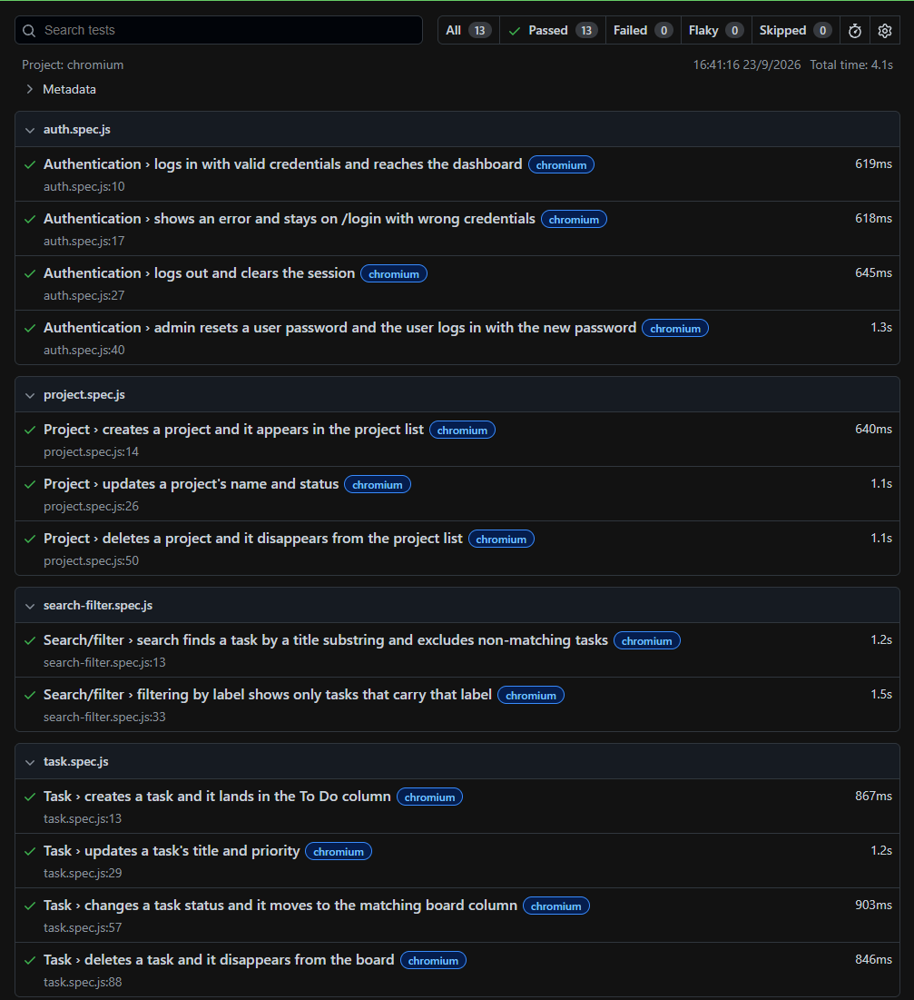 Search tests
All 13 Passed 13 Failed 0 Flaky 0 Skipped 0
Project: chromium 16:41:16 23/9/2026 Total time: 4.1s
Metadata
auth.spec.js
Authentication › logs in with valid credentials and reaches the dashboard chromium 619ms
auth.spec.js:10
Authentication › shows an error and stays on /login with wrong credentials chromium 618ms
auth.spec.js:17
Authentication › logs out and clears the session chromium 645ms
auth.spec.js:27
Authentication › admin resets a user password and the user logs in with the new password chromium 1.3s
auth.spec.js:40
project.spec.js
Project › creates a project and it appears in the project list chromium 640ms
project.spec.js:14
Project › updates a project's name and status chromium 1.1s
project.spec.js:26
Project › deletes a project and it disappears from the project list chromium 1.1s
project.spec.js:50
search-filter.spec.js
Search/filter › search finds a task by a title substring and excludes non-matching tasks chromium 1.2s
search-filter.spec.js:13
Search/filter › filtering by label shows only tasks that carry that label chromium 1.5s
search-filter.spec.js:33
task.spec.js
Task › creates a task and it lands in the To Do column chromium 867ms
task.spec.js:13
Task › updates a task's title and priority chromium 1.2s
task.spec.js:29
Task › changes a task status and it moves to the matching board column chromium 903ms
task.spec.js:57
Task › deletes a task and it disappears from the board chromium 846ms
task.spec.js:88